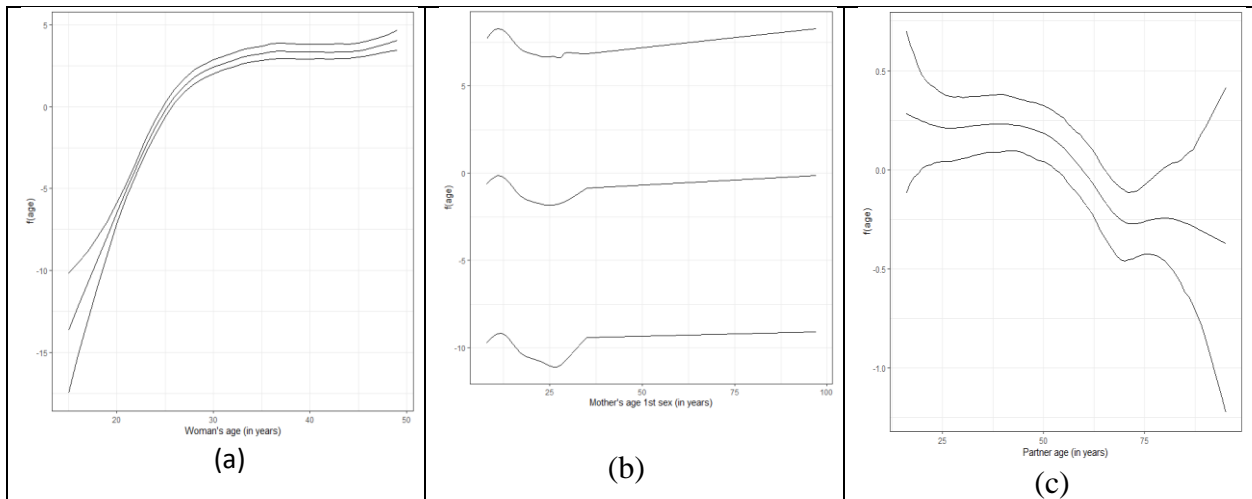 5
0
-5
-10
-15
f(age)
20
30
40
50
Woman's age (in years)
(a)
5
0
-5
-10
f(age)
25
50
75
100
Mother's age 1st sex (in years)
(b)
0.5
0.0
-0.5
-1.0
f(age)
25
50
75
Partner age (in years)
(c)